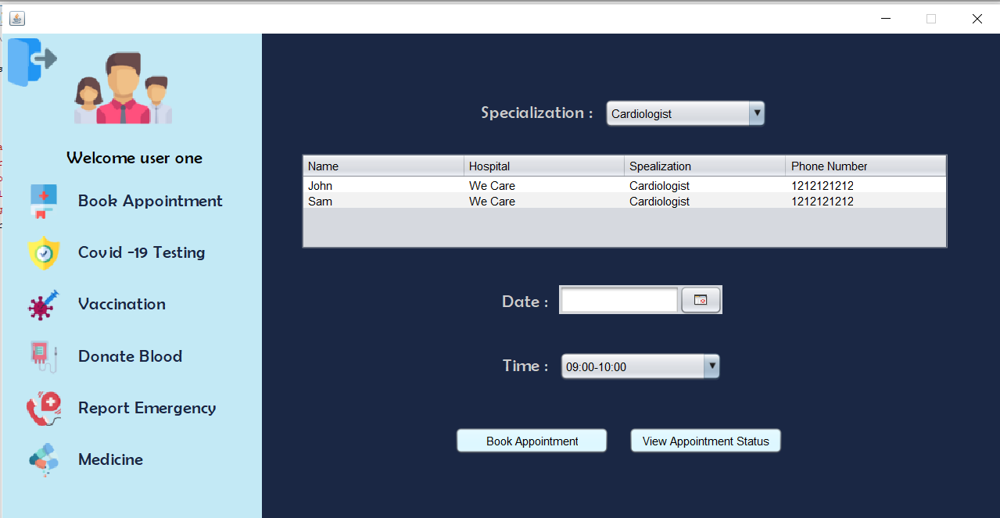 Welcome user one
Book Appointment
Covid -19 Testing
Vaccination
Donate Blood
Report Emergency
Medicine
Specialization : Cardiologist
Name Hospital Spealization Phone Number
John We Care Cardiologist 1212121212
Sam We Care Cardiologist 1212121212
Date :
Time : 09:00-10:00
Book Appointment View Appointment Status